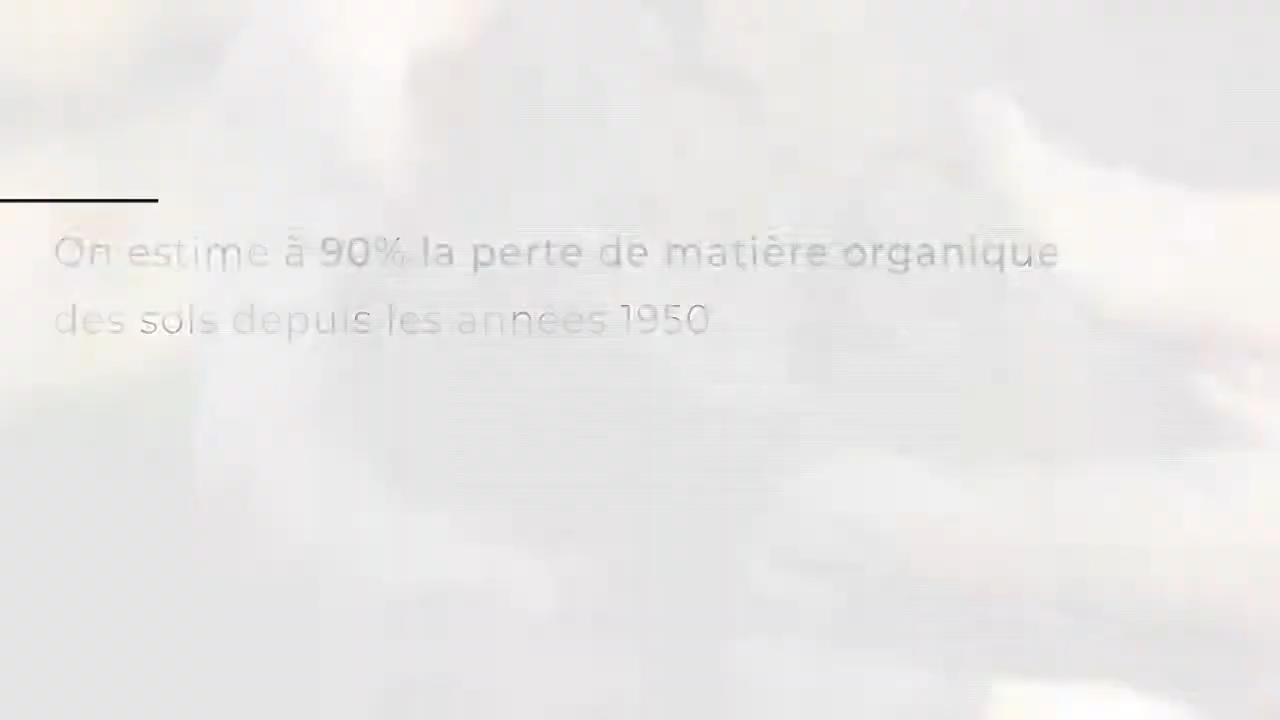 On estime à 90% la perte de matière organique
des sols depuis les années 1950